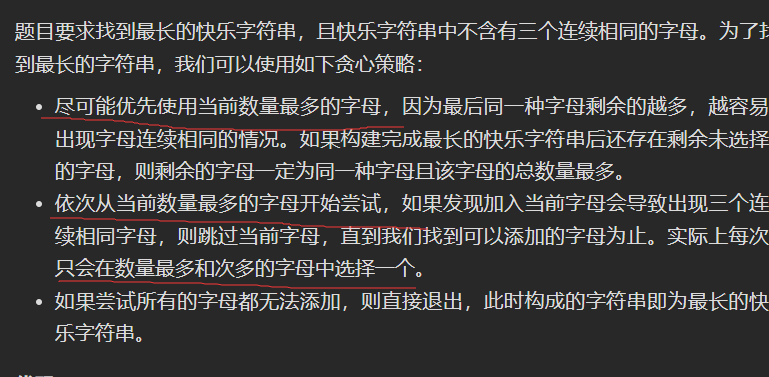 题目要求找到最长的快乐字符串，且快乐字符串中不含有三个连续相同的字母。为了找
到最长的字符串，我们可以使用如下贪心策略：
• 尽可能优先使用当前数量最多的字母，因为最后同一种字母剩余的越多，越容易
出现字母连续相同的情况。如果构建完成最长的快乐字符串后还存在剩余未选择
的字母，则剩余的字母一定为同一种字母且该字母的总数量最多。
• 依次从当前数量最多的字母开始尝试，如果发现加入当前字母会导致出现三个连
续相同字母，则跳过当前字母，直到我们找到可以添加的字母为止。实际上每次
只会在数量最多和次多的字母中选择一个。
• 如果尝试所有的字母都无法添加，则直接退出，此时构成的字符串即为最长的快
乐字符串。